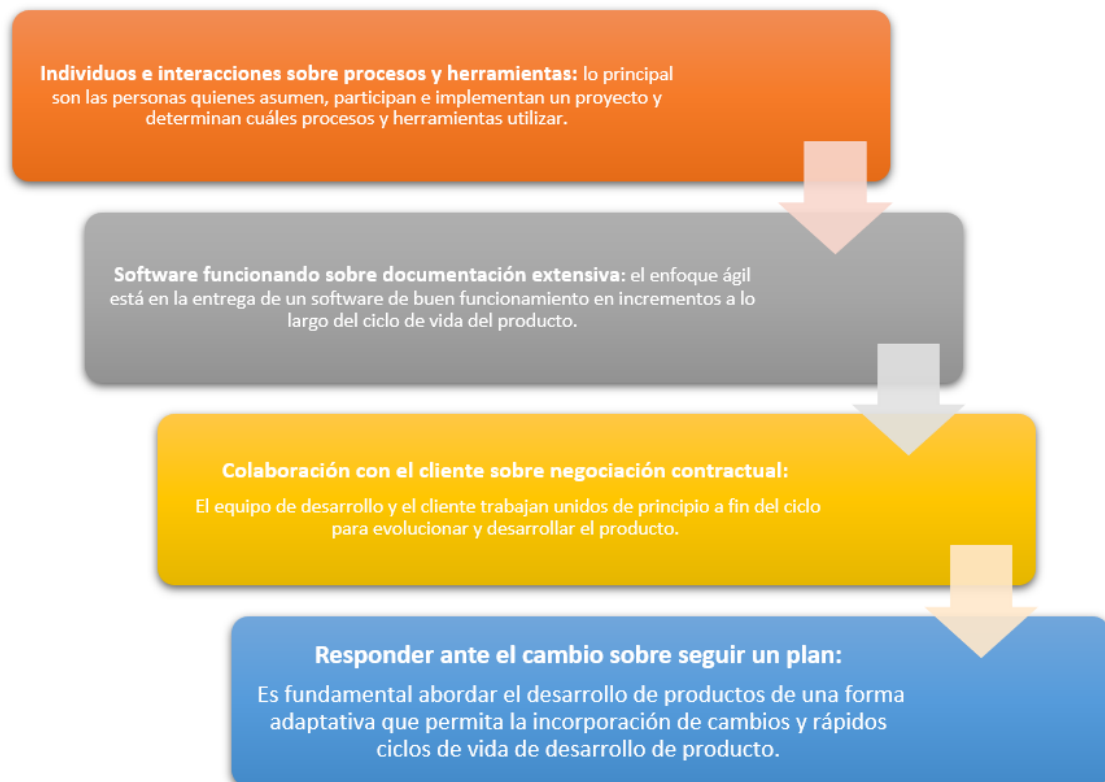 Individuos e interacciones sobre procesos y herramientas: lo principal
son las personas quienes asumen, participan e implementan un proyecto y
determinan cuáles procesos y herramientas utilizar.
Software funcionando sobre documentación extensiva: el enfoque ágil
está en la entrega de un software de buen funcionamiento en incrementos a lo
largo del ciclo de vida del producto.
Colaboración con el cliente sobre negociación contractual:
El equipo de desarrollo y el cliente trabajan unidos de principio a fin del ciclo
para evolucionar y desarrollar el producto.
Responder ante el cambio sobre seguir un plan:
Es fundamental abordar el desarrollo de productos de una forma
adaptativa que permita la incorporación de cambios y rápidos
ciclos de vida de desarrollo de producto.